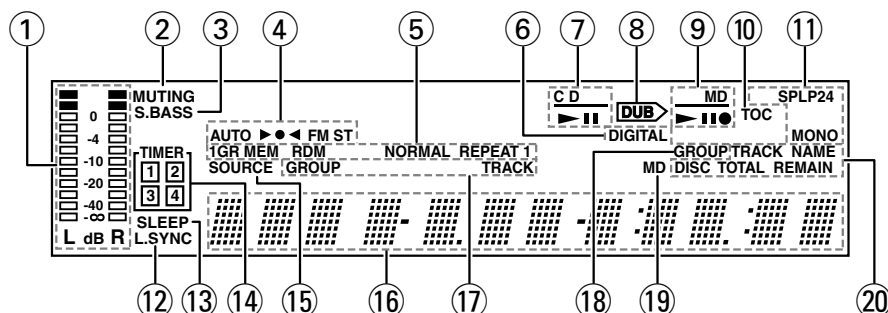 ① ② ③ ④ ⑤ ⑥ ⑦ ⑧ ⑨ ⑩ ⑪
MUTING CD DUB MD SPLP24
S.BASS TOC
0
-4
-10
-20
-40
-∞
L dB R
AUTO FM ST DIGITAL MONO
1GR MEM RDM NORMAL REPEAT 1 GROUP TRACK NAME
TIMER
1 2
3 4
SOURCE GROUP TRACK MD DISC TOTAL REMAIN
SLEEP
L.SYNC
⑫ ⑬ ⑭ ⑮ ⑯ ⑰ ⑱ ⑲ ⑳